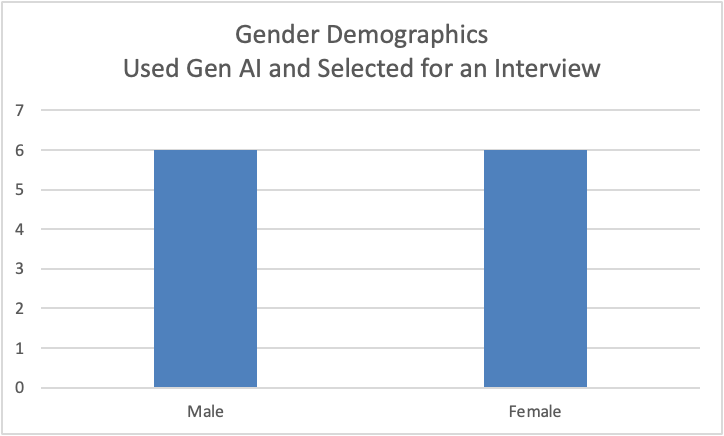 Gender Demographics
Used Gen AI and Selected for an Interview
7
6
5
4
3
2
1
0
Male Female